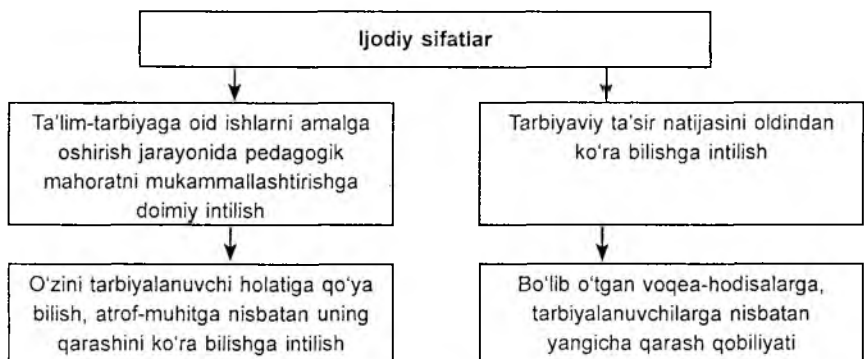 Ijodiy sifatlar
Ta'lim-tarbiyaga oid ishlarni amalga
oshirish jarayonida pedagogik
mahoratni mukammallashtirishga
doimiy intilish
Tarbiyaviy ta'sir natijasini oldindan
ko'ra bilishga intilish
O'zini tarbiyalanuvchi holatiga qo'ya
bilish, atrof-muhitga nisbatan uning
qarashini ko'ra bilishga intilish
Bo'lib o'tgan voqea-hodisalarga,
tarbiyalanuvchilarga nisbatan
yangicha qarash qobiliyati